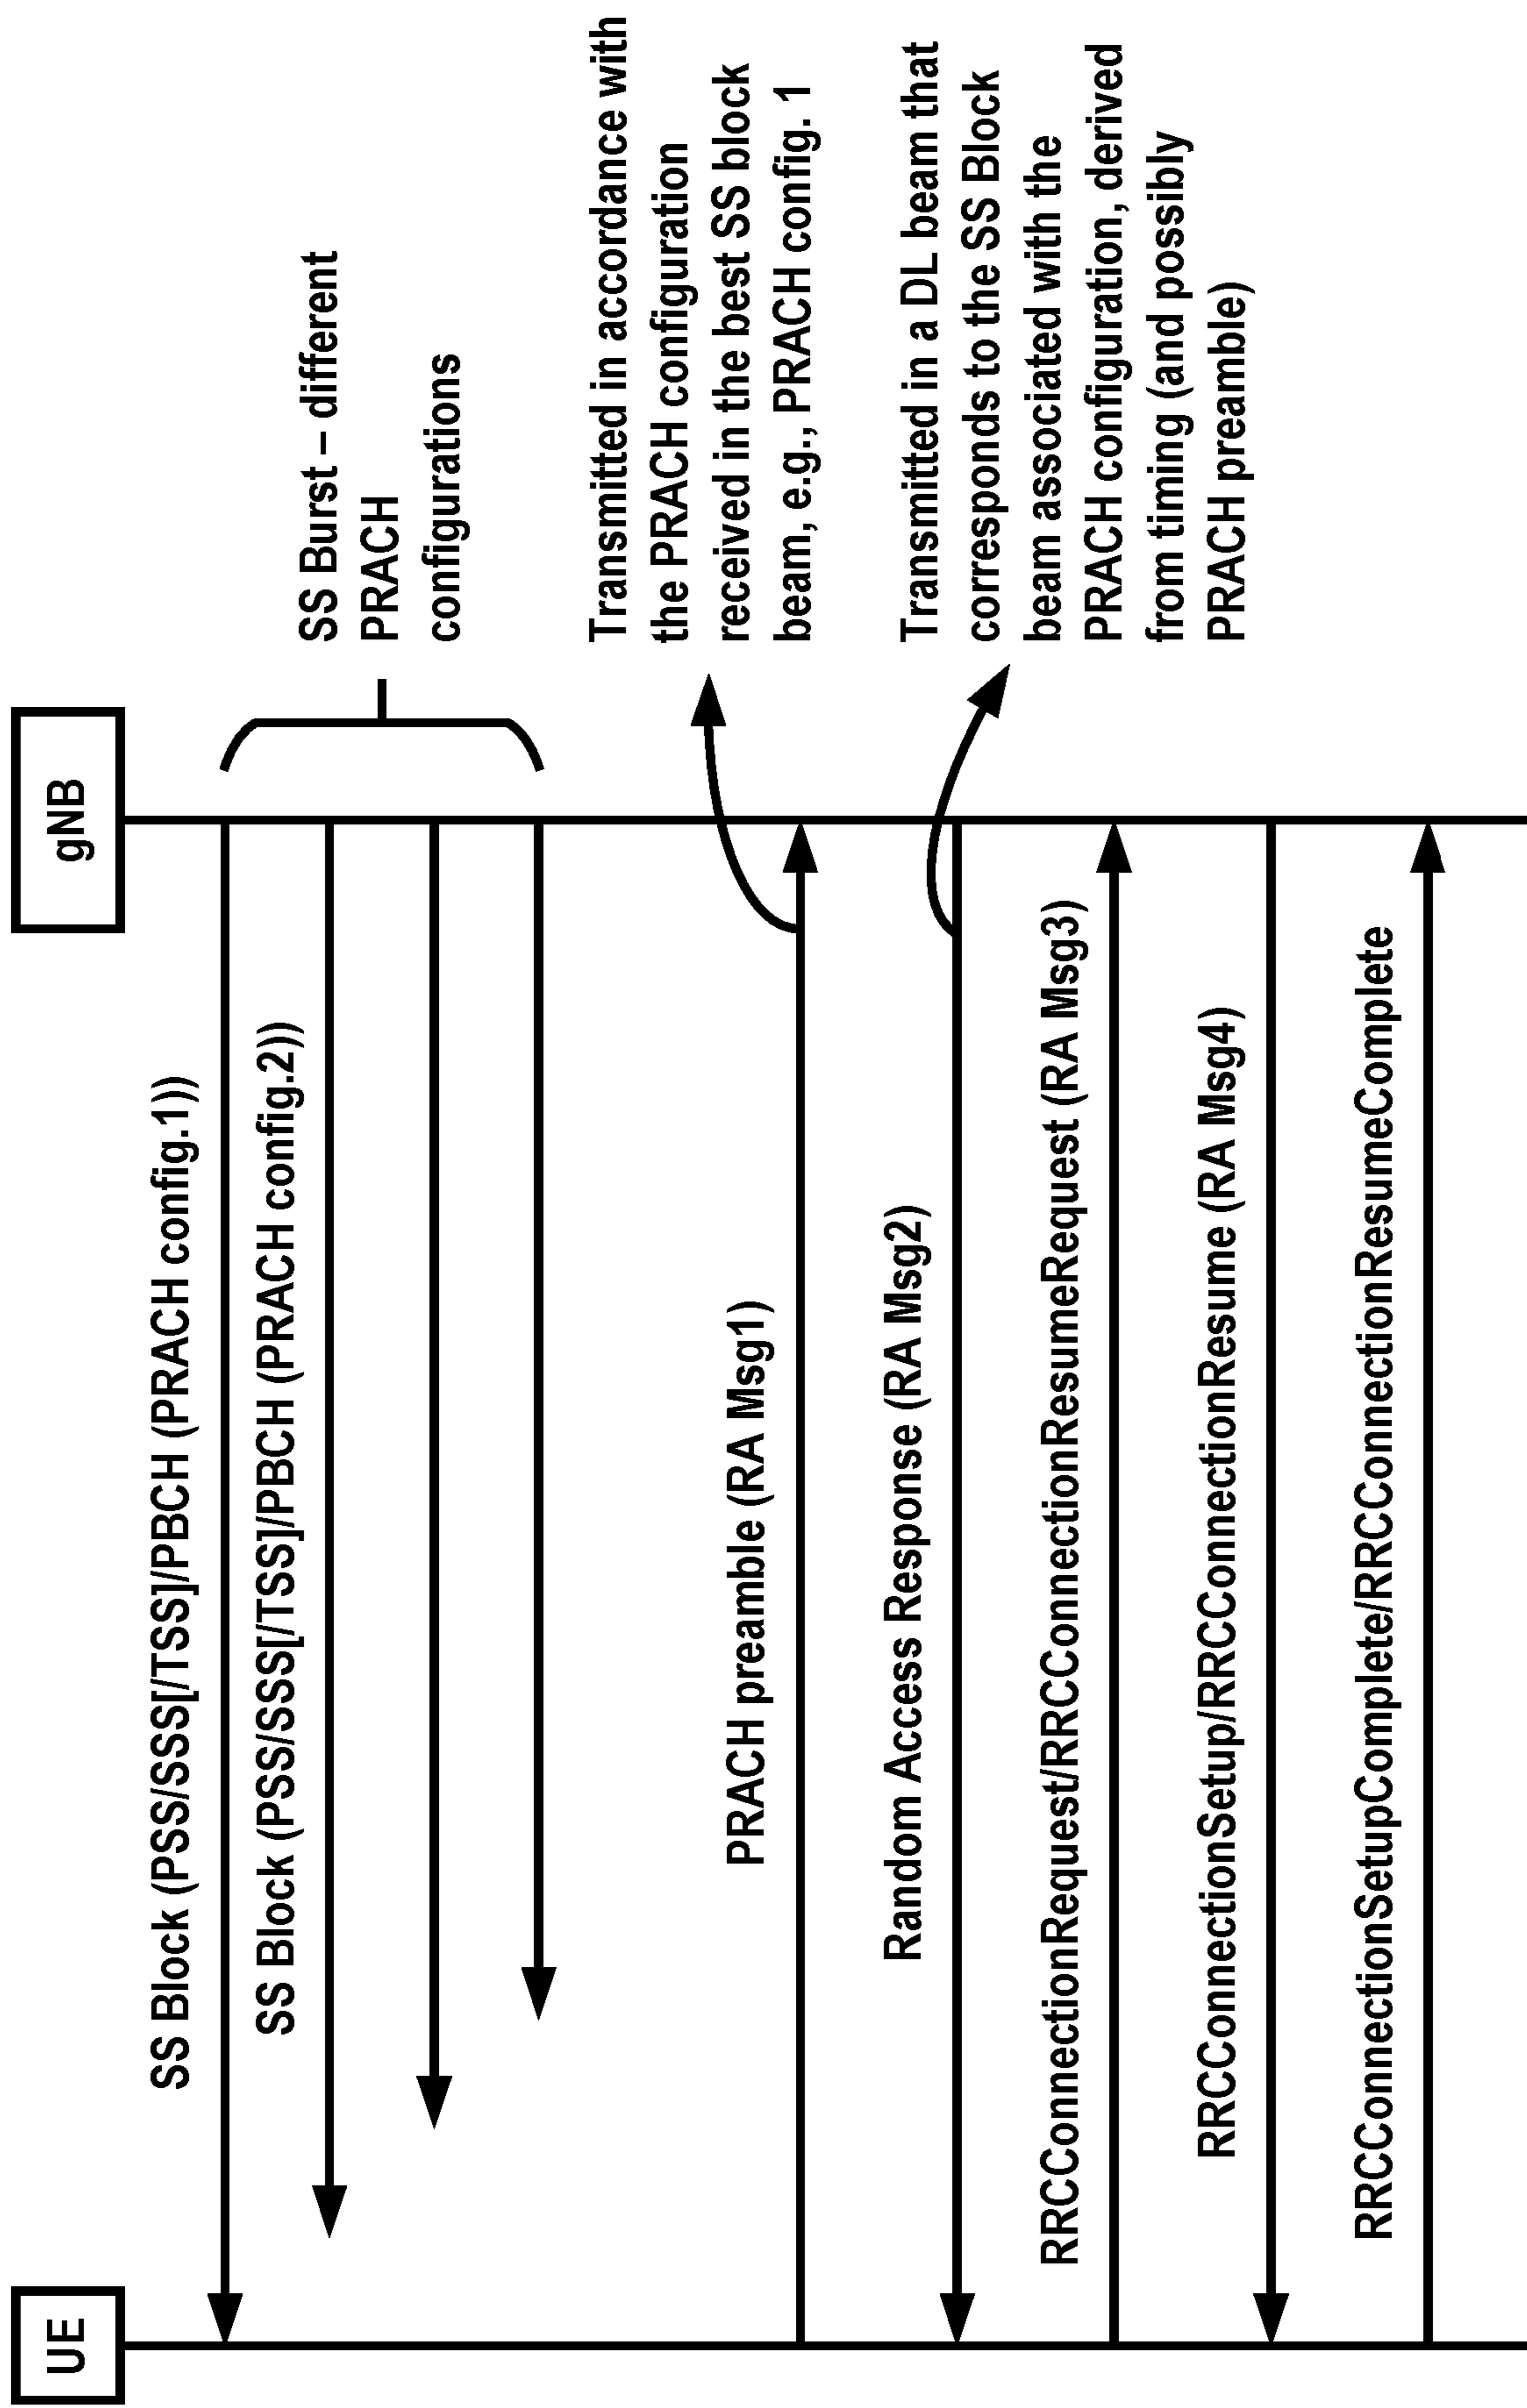 UE
gNB
SS Block (PSS/SSS[/TSS]/PBCH (PRACH config.1))
SS Block (PSS/SSS[/TSS]/PBCH (PRACH config.2))
SS Burst – different
PRACH
configurations
PRACH preamble (RA Msg1)
Transmitted in accordance with
the PRACH configuration
received in the best SS block
beam, e.g., PRACH config. 1
Random Access Response (RA Msg2)
Transmitted in a DL beam that
corresponds to the SS Block
beam associated with the
PRACH configuration, derived
from timing (and possibly
PRACH preamble)
RRCConnectionRequest/RRCConnectionResumeRequest (RA Msg3)
RRCConnectionSetup/RRCConnectionResume (RA Msg4)
RRCConnectionSetupComplete/RRCConnectionResumeComplete